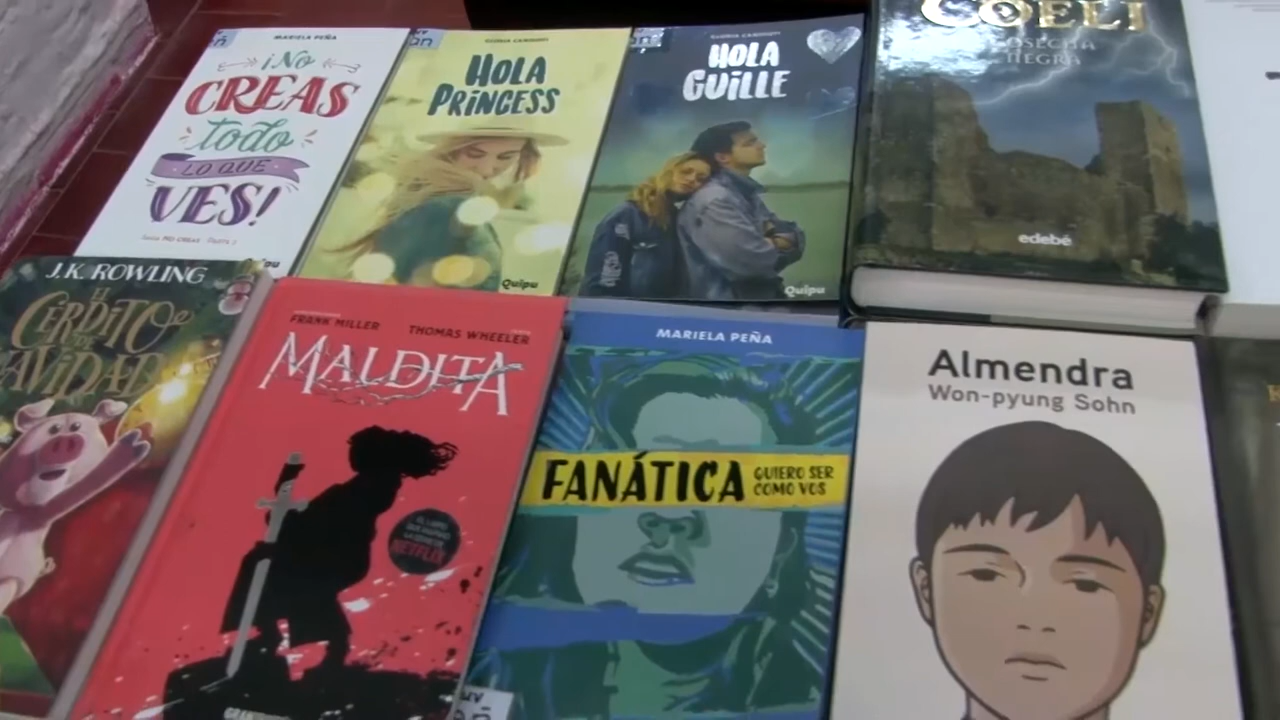 MARIELA PEÑA
¡No
CREAS
todo
LO QUE
VES!
HOLA
PRINCESS
Quipu
HOLA
GUILLE
Quipu
COELI
COSECHA
NEGRA
edebé
J.K. ROWLING
EL
CERDITO
DE
NAVIDAD
FRANK MILLER THOMAS WHEELER
MALDITA
NETFLIX
MARIELA PEÑA
FANÁTICA
QUIERO SER
COMO VOS
Almendra
Won-pyung Sohn